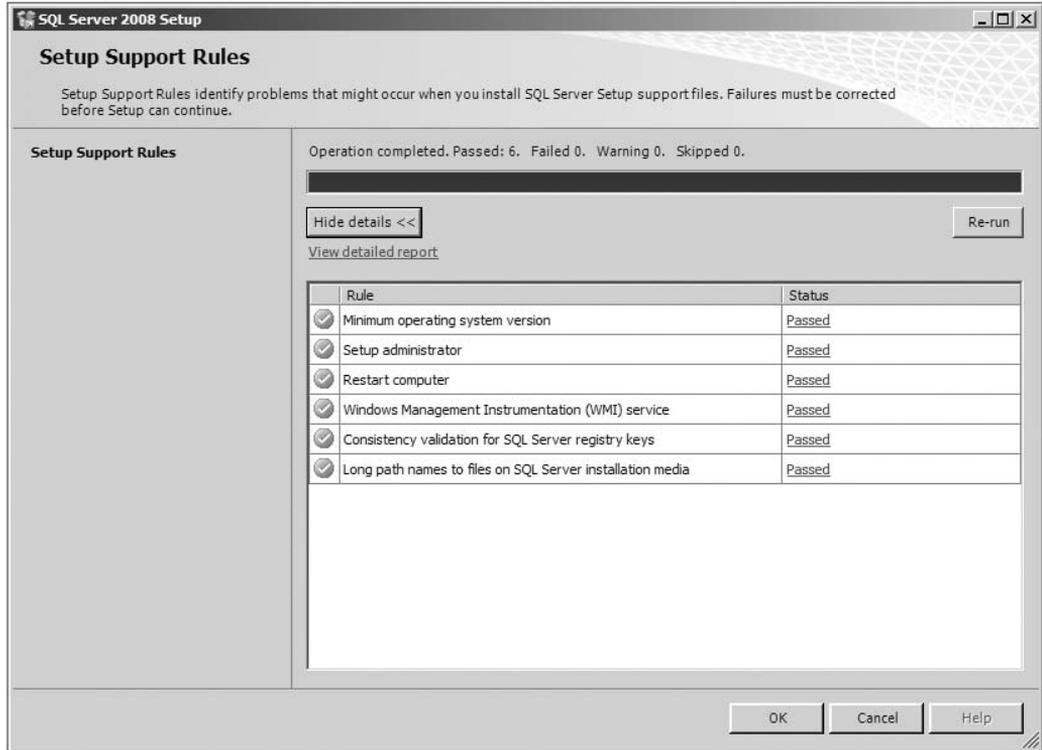 SQL Server 2008 Setup
Setup Support Rules
Setup Support Rules identify problems that might occur when you install SQL Server Setup support files. Failures must be corrected
before Setup can continue.
Setup Support Rules
Operation completed. Passed: 6.   Failed 0.   Warning 0.   Skipped 0.
Hide details <<
Re-run
View detailed report
Rule Status
Minimum operating system version Passed
Setup administrator Passed
Restart computer Passed
Windows Management Instrumentation (WMI) service Passed
Consistency validation for SQL Server registry keys Passed
Long path names to files on SQL Server installation media Passed
OK Cancel Help